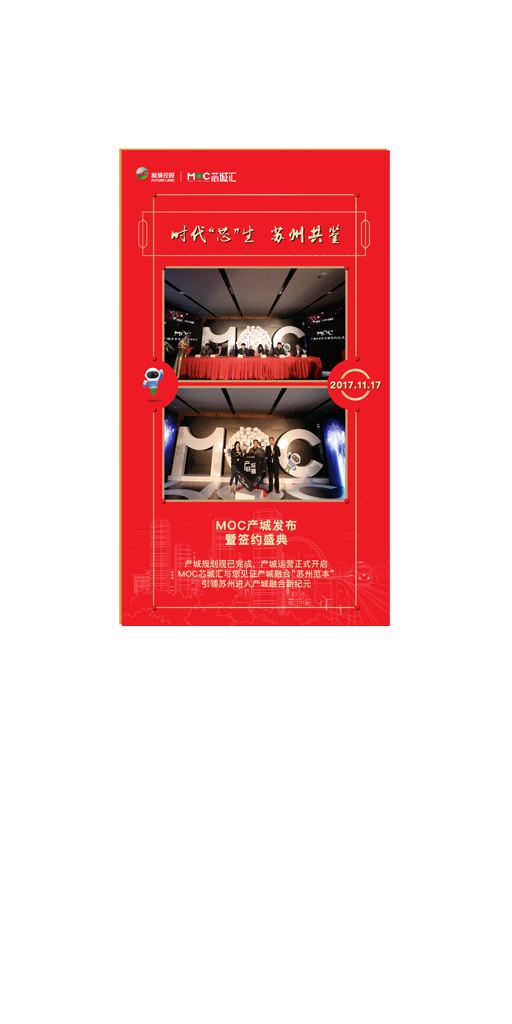 新城控股
FUTURE LAND
MOC芯城汇
时代“芯”生 苏州共鉴
MOC
MOC
2017.11.17
MOC
MOC产城发布
暨签约盛典
产城规划现已完成，产城运营正式开启
MOC芯城汇与您见证产城融合“苏州范本”
引领苏州进入产城融合新纪元